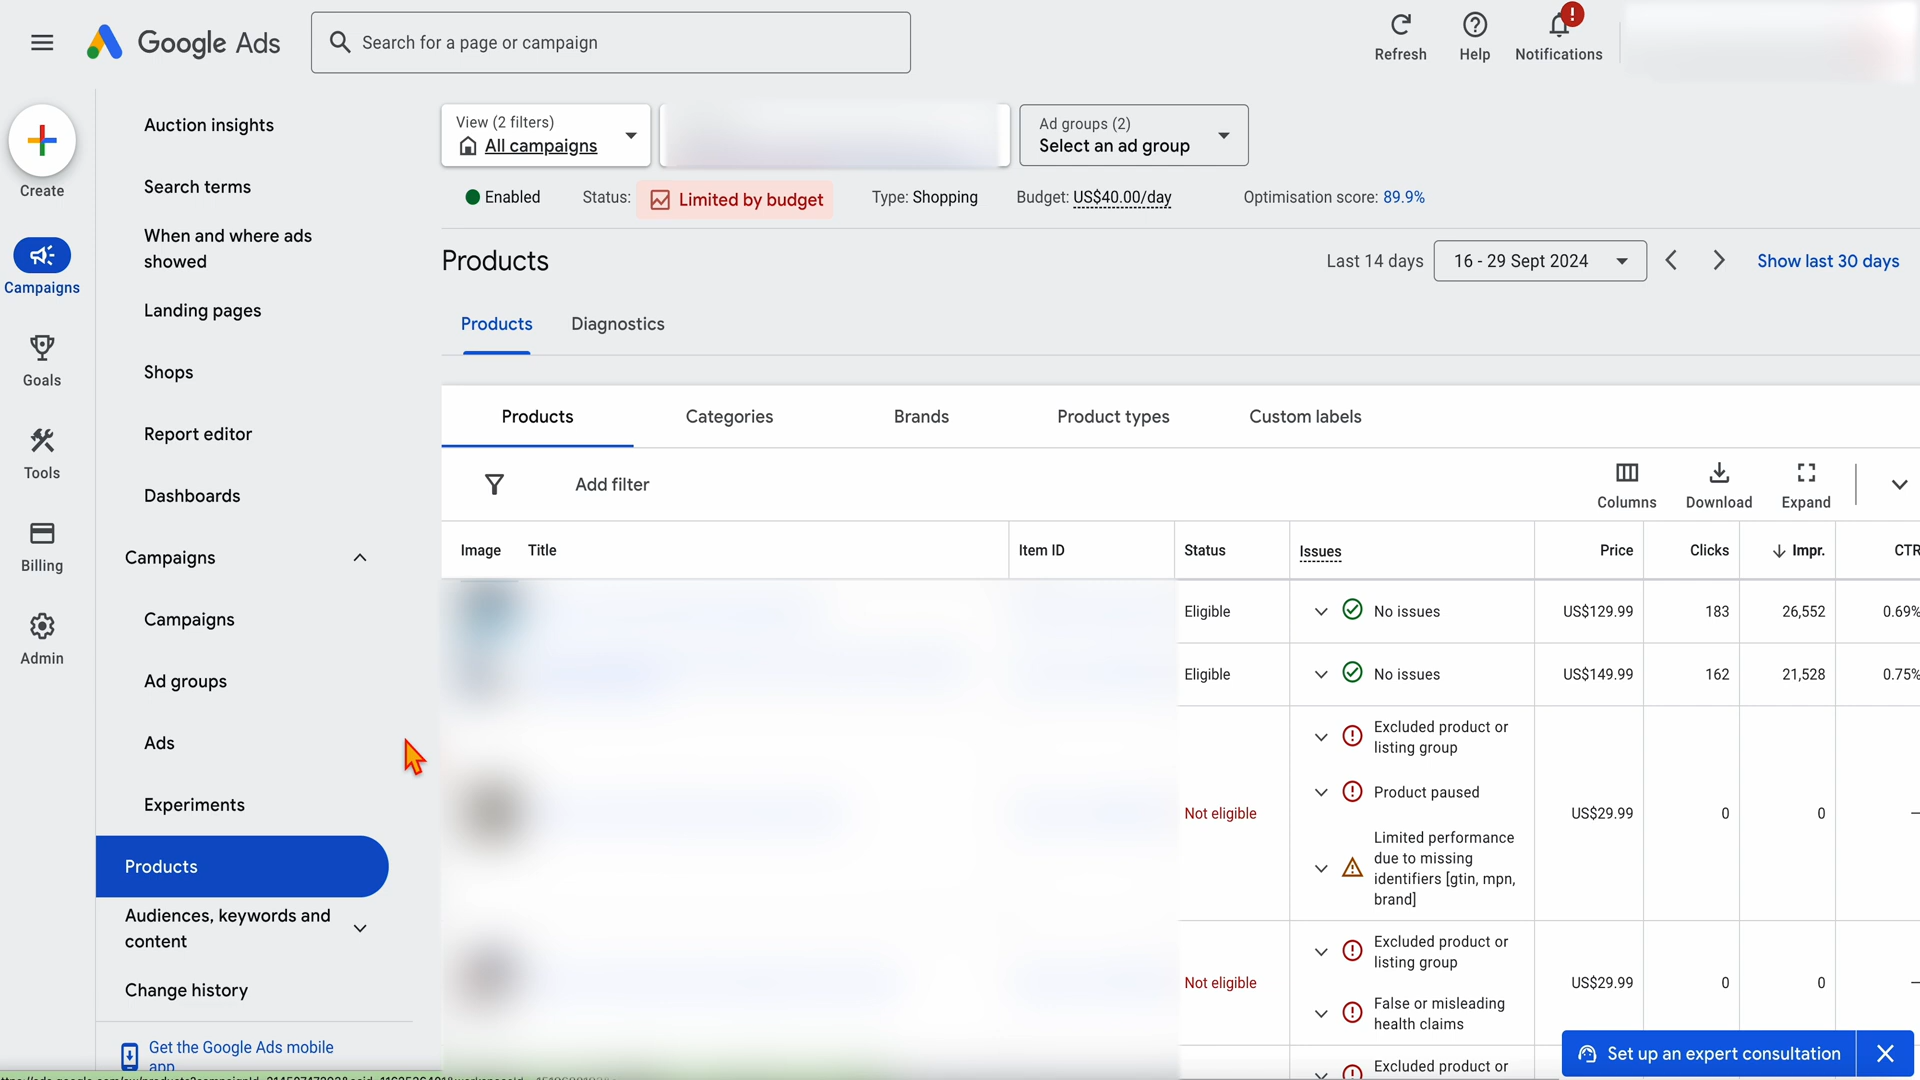 Google Ads
Search for a page or campaign
Refresh
Help
Notifications
Create
Campaigns
Goals
Tools
Billing
Admin
Auction insights
Search terms
When and where ads
showed
Landing pages
Shops
Report editor
Dashboards
Campaigns
Campaigns
Ad groups
Ads
Experiments
Products
Audiences, keywords and
content
Change history
Get the Google Ads mobile
app
View (2 filters)
All campaigns
Ad groups (2)
Select an ad group
Enabled
Status: Limited by budget
Type: Shopping
Budget: US$40.00/day
Optimisation score: 89.9%
Products
Last 14 days
16 - 29 Sept 2024
Show last 30 days
Products
Diagnostics
Products
Categories
Brands
Product types
Custom labels
Add filter
Columns
Download
Expand
Image
Title
Item ID
Status
Issues
Price
Clicks
Impr.
CTR
Eligible
No issues
US$129.99
183
26,552
0.69%
Eligible
No issues
US$149.99
162
21,528
0.75%
Not eligible
Excluded product or
listing group
Product paused
Limited performance
due to missing
identifiers [gtin, mpn,
brand]
US$29.99
0
0
—
Not eligible
Excluded product or
listing group
False or misleading
health claims
US$29.99
0
0
—
Excluded product or
Set up an expert consultation